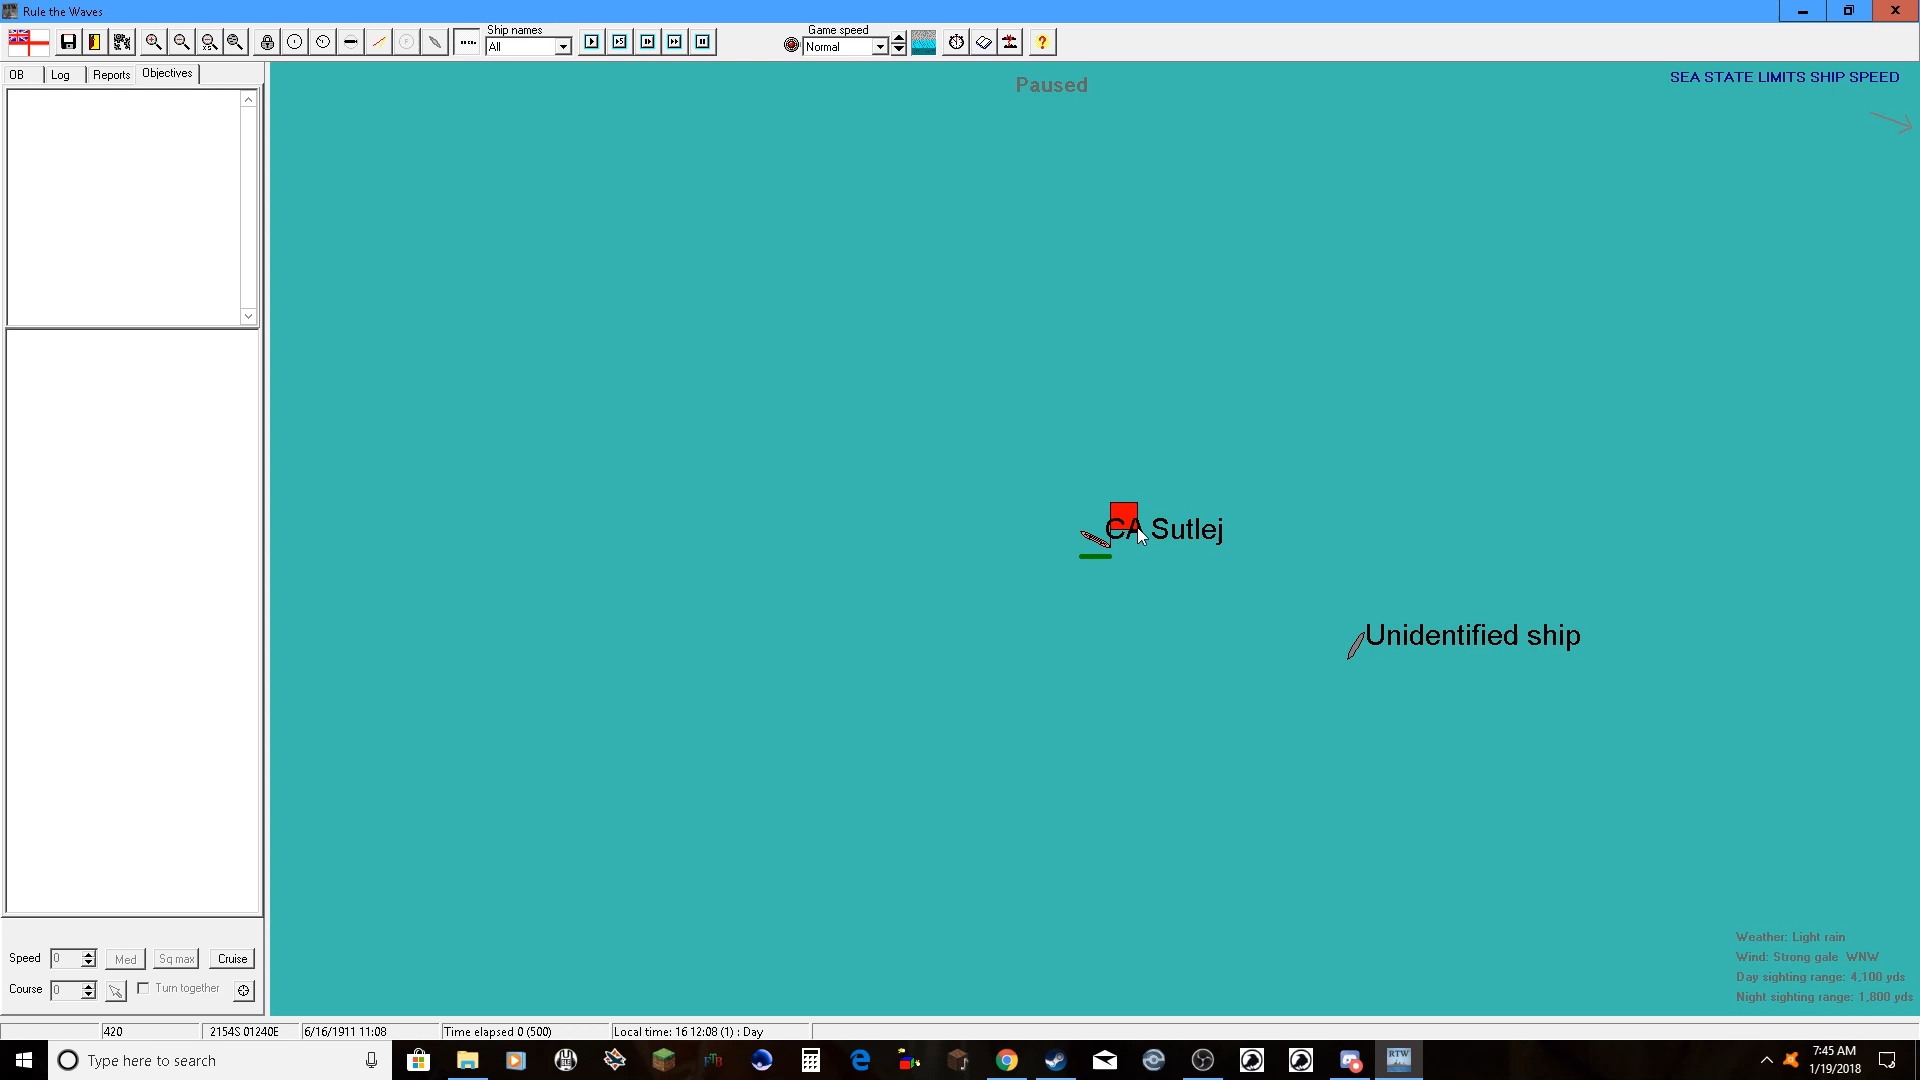 Rule the Waves
Ship names
All
Game speed
Normal
OB
Log
Reports
Objectives
Paused
SEA STATE LIMITS SHIP SPEED
CA Sutlej
Unidentified ship
Weather: Light rain
Wind: Strong gale WNW
Day sighting range: 4,100 yds
Night sighting range: 1,800 yds
Speed
0
Med
Sq max
Cruise
Course
0
Turn together
420
2154S 01240E
6/16/1911 11:08
Time elapsed 0 (500)
Local time: 16 12:08 (1) : Day
Type here to search
FTB
RTW
7:45 AM
1/19/2018